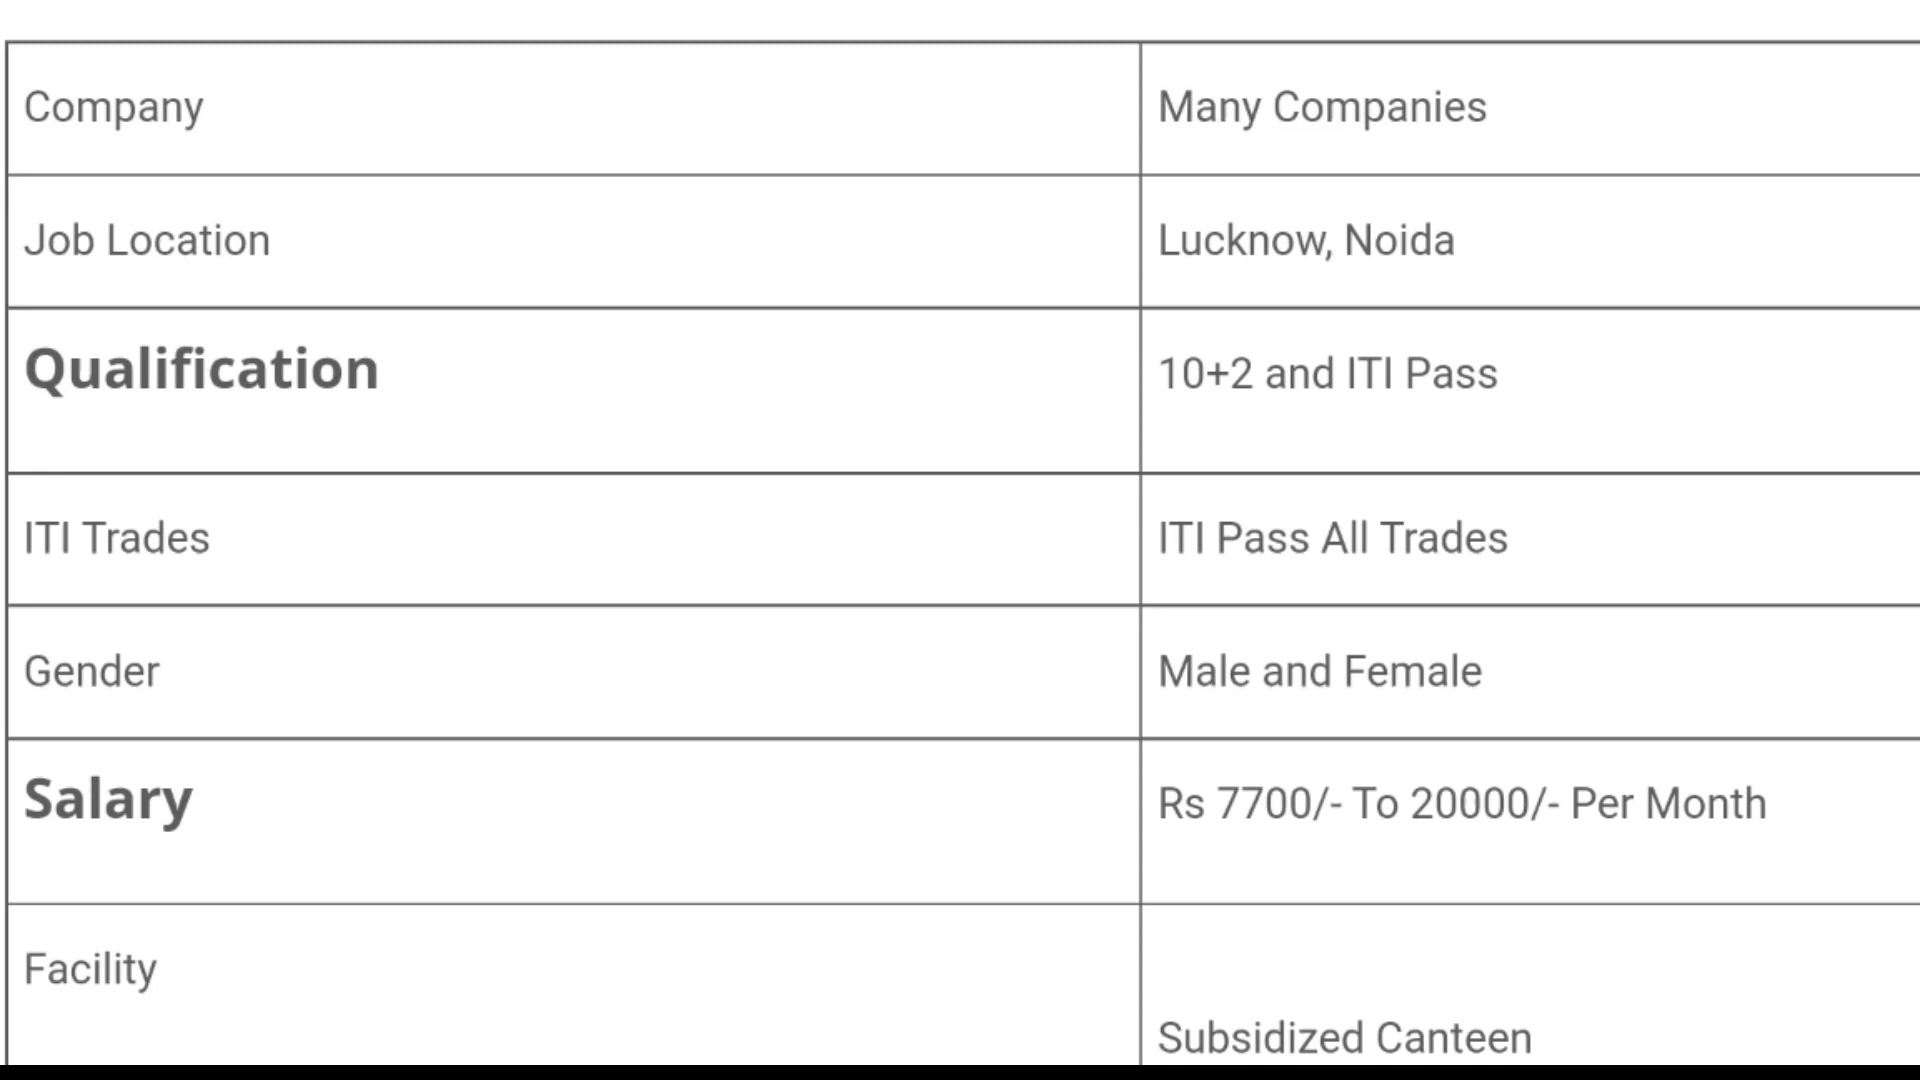 Company
Many Companies
Job Location
Lucknow, Noida
Qualification
10+2 and ITI Pass
ITI Trades
ITI Pass All Trades
Gender
Male and Female
Salary
Rs 7700/- To 20000/- Per Month
Facility
Subsidized Canteen